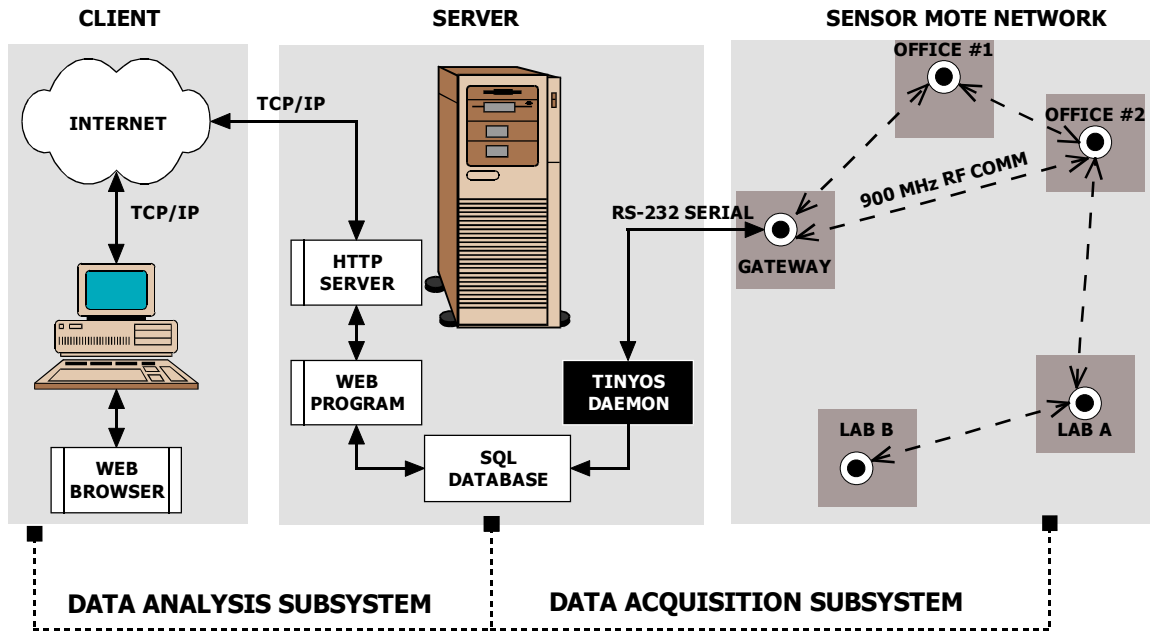 CLIENT
SERVER
SENSOR MOTE NETWORK
INTERNET
TCP/IP
TCP/IP
WEB
BROWSER
HTTP
SERVER
WEB
PROGRAM
SQL
DATABASE
TINYOS
DAEMON
RS-232 SERIAL
OFFICE #1
OFFICE #2
900 MHz RF COMM
GATEWAY
LAB B
LAB A
DATA ANALYSIS SUBSYSTEM
DATA ACQUISITION SUBSYSTEM